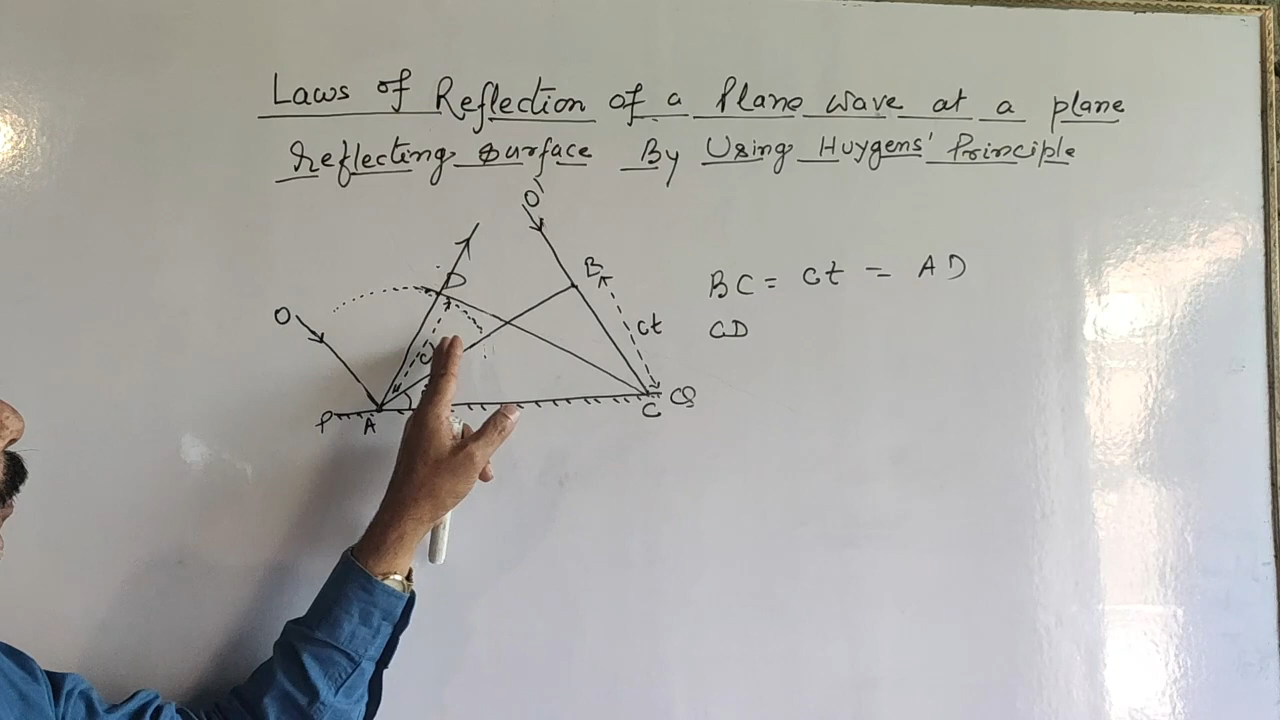 Laws of Reflection of a Plane wave at a plane
reflecting surface By Using Huygens' Principle
O'
B
D
O
ct
BC = ct = AD
CD
P
A
C
Q